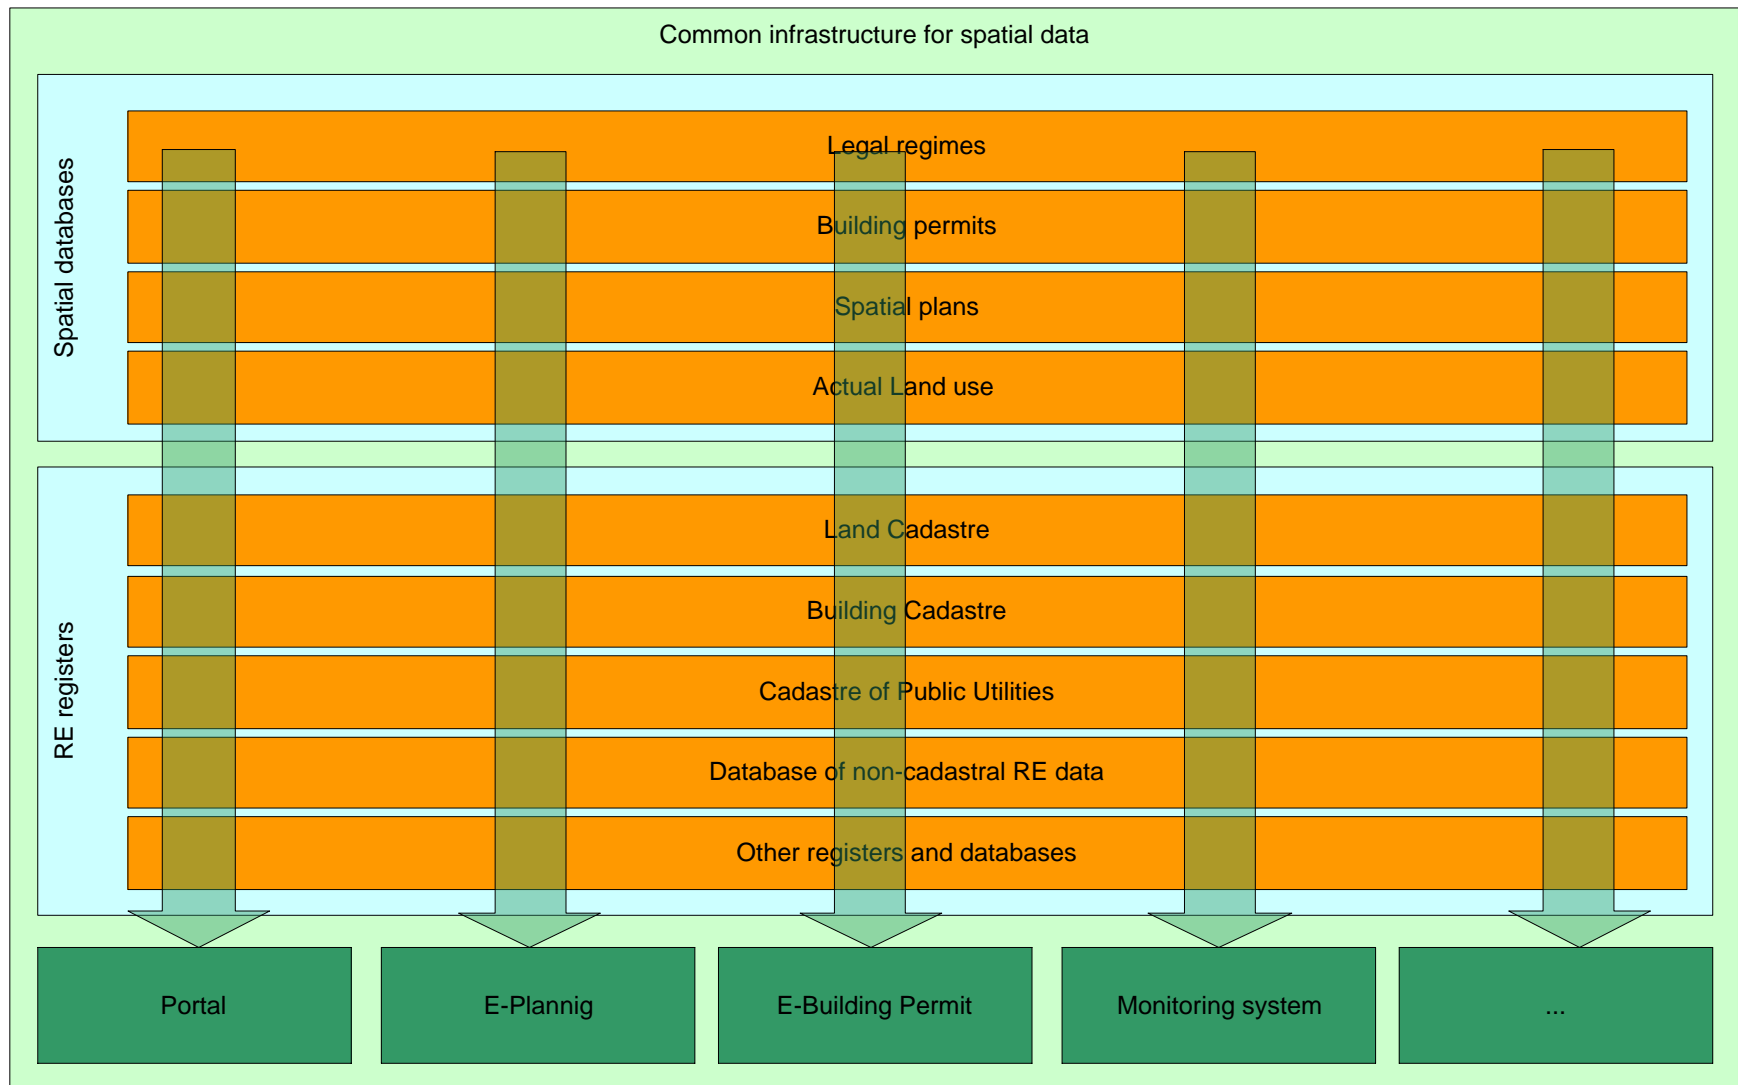 Common infrastructure for spatial data
Spatial databases
Legal regimes
Building permits
Spatial plans
Actual Land use
RE registers
Land Cadastre
Building Cadastre
Cadastre of Public Utilities
Database of non-cadastral RE data
Other registers and databases
Portal
E-Plannig
E-Building Permit
Monitoring system
...